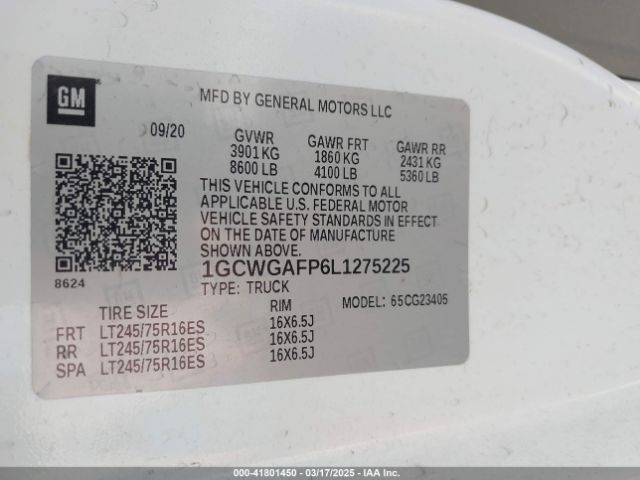 GM
MFD BY GENERAL MOTORS LLC
09/20 GVWR GAWR FRT GAWR RR
3901 KG 1860 KG 2431 KG
8600 LB 4100 LB 5360 LB
THIS VEHICLE CONFORMS TO ALL
APPLICABLE U.S. FEDERAL MOTOR
VEHICLE SAFETY STANDARDS IN EFFECT
ON THE DATE OF MANUFACTURE
SHOWN ABOVE.
8624
1GCWGAFP6L1275225
TYPE: TRUCK MODEL: 65CG23405
TIRE SIZE RIM
FRT LT245/75R16ES 16X6.5J
RR LT245/75R16ES 16X6.5J
SPA LT245/75R16ES 16X6.5J
000-41801450 - 03/17/2025 - IAA Inc.